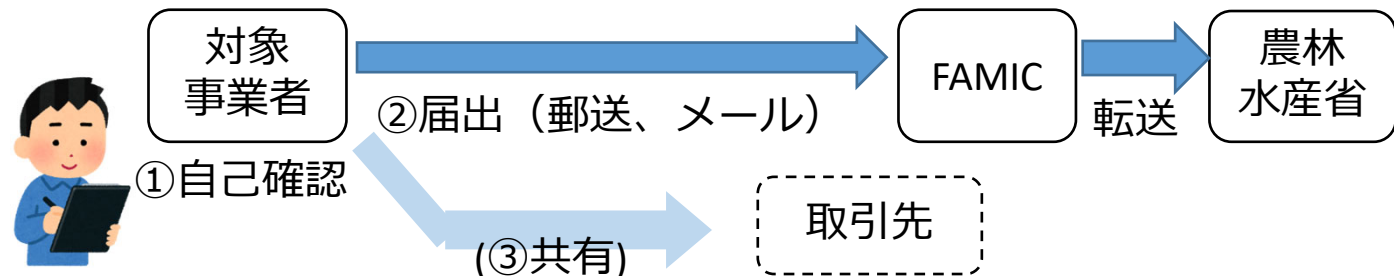 対象
事業者
FAMIC
農林
水産省
②届出（郵送、メール）
転送
①自己確認
取引先
(③共有)